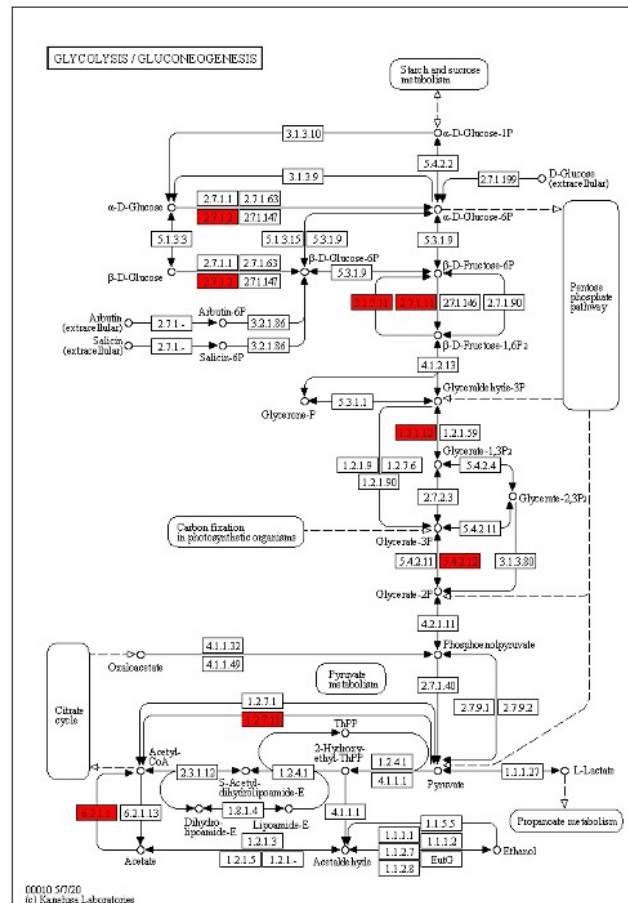 GLYCOLYSIS / GLUCONEOGENESIS
Starch and sucrose
metabolism
3.1.3.10
α-D-Glucose-1P
5.4.2.2
3.1.3.9
D-Glucose
(extracellular)
2.7.1.199
2.7.1.1
2.7.1.63
α-D-Glucose
2.7.1.2
2.7.1.147
α-D-Glucose-6P
5.1.3.3
5.1.3.15
5.3.1.9
5.3.1.9
2.7.1.1
2.7.1.63
β-D-Glucose-6P
β-D-Glucose
2.7.1.2
2.7.1.147
5.3.1.9
β-D-Fructose-6P
Pentose
phosphate
pathway
3.1.3.11
2.7.1.11
2.7.1.146
2.7.1.90
Arbutin
(extracellular)
2.7.1.-
Arbutin-6P
3.2.1.86
Salicin
(extracellular)
2.7.1.-
Salicin-6P
3.2.1.86
β-D-Fructose-1,6P2
4.1.2.13
Glyceraldehyde-3P
Glycerone-P
5.3.1.1
1.2.1.12
1.2.1.59
Glycerate-1,3P2
1.2.1.9
1.2.7.6
1.2.1.90
5.4.2.4
2.7.2.3
Glycerate-2,3P2
Carbon fixation
in photosynthetic organisms
Glycerate-3P
5.4.2.11
5.4.2.11
5.4.2.12
3.1.3.80
Glycerate-2P
4.2.1.11
4.1.1.32
4.1.1.49
Oxaloacetate
Phosphoenolpyruvate
Pyruvate
metabolism
2.7.1.40
2.7.9.1
2.7.9.2
Citrate
cycle
1.2.7.1
1.2.7.11
ThPP
Acetyl-
CoA
2.3.1.12
1.2.4.1
2-Hydroxy-
ethyl-ThPP
1.2.4.1
4.1.1.1
Pyruvate
1.1.1.27
L-Lactate
S-Acetyl-
dihydrolipoamide-E
6.2.1.1
6.2.1.13
1.8.1.4
Dihydro-
lipoamide-E
Lipoamide-E
4.1.1.1
Propanoate metabolism
1.2.1.3
1.2.1.5
1.2.1.-
Acetate
Acetaldehyde
1.1.5.5
1.1.1.1
1.1.1.2
1.1.2.7
EutG
1.1.2.8
Ethanol
00010 5/7/20
(c) Kanehisa Laboratories